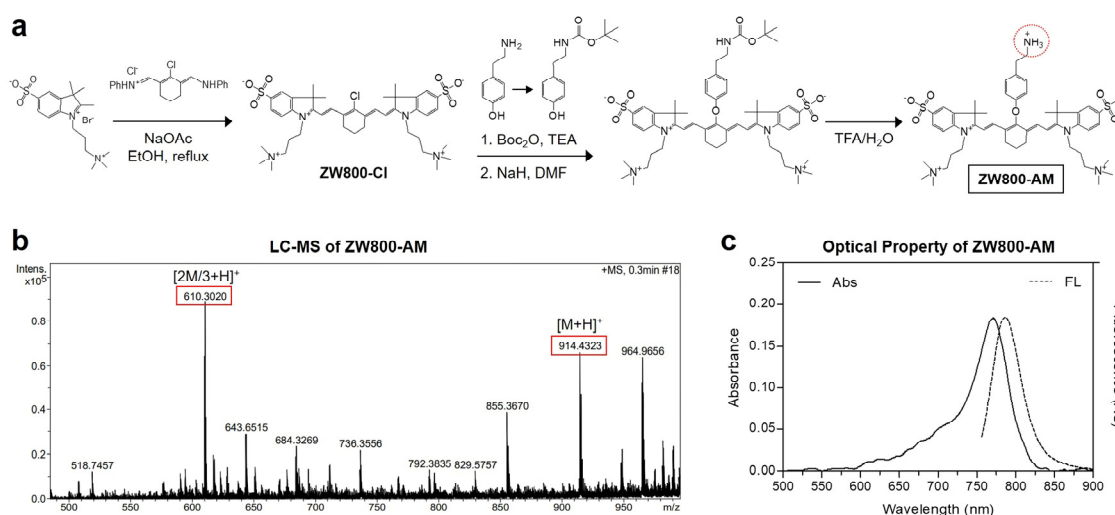 a
Cl
Cl⁻
PhHN⁺
NHPh
⁻O₃S
N⁺
Br⁻
N⁺
NaOAc
EtOH, reflux
ZW800-Cl
NH₂
OH
1. Boc₂O, TEA
2. NaH, DMF
TFA/H₂O
⁺NH₃
ZW800-AM
b
LC-MS of ZW800-AM
Intens.
x10⁵
+MS, 0.3min #18
[2M/3+H]⁺
610.3020
[M+H]⁺
914.4323
964.9656
855.3670
643.6515
684.3269
736.3556
518.7457
792.3835
829.5757
0.8
0.6
0.4
0.2
0.0
500 550 600 650 700 750 800 850 900 950 m/z
c
Optical Property of ZW800-AM
Abs
FL
Absorbance
0.25
0.20
0.15
0.10
0.05
0.00
500 550 600 650 700 750 800 850 900
Wavelength (nm)